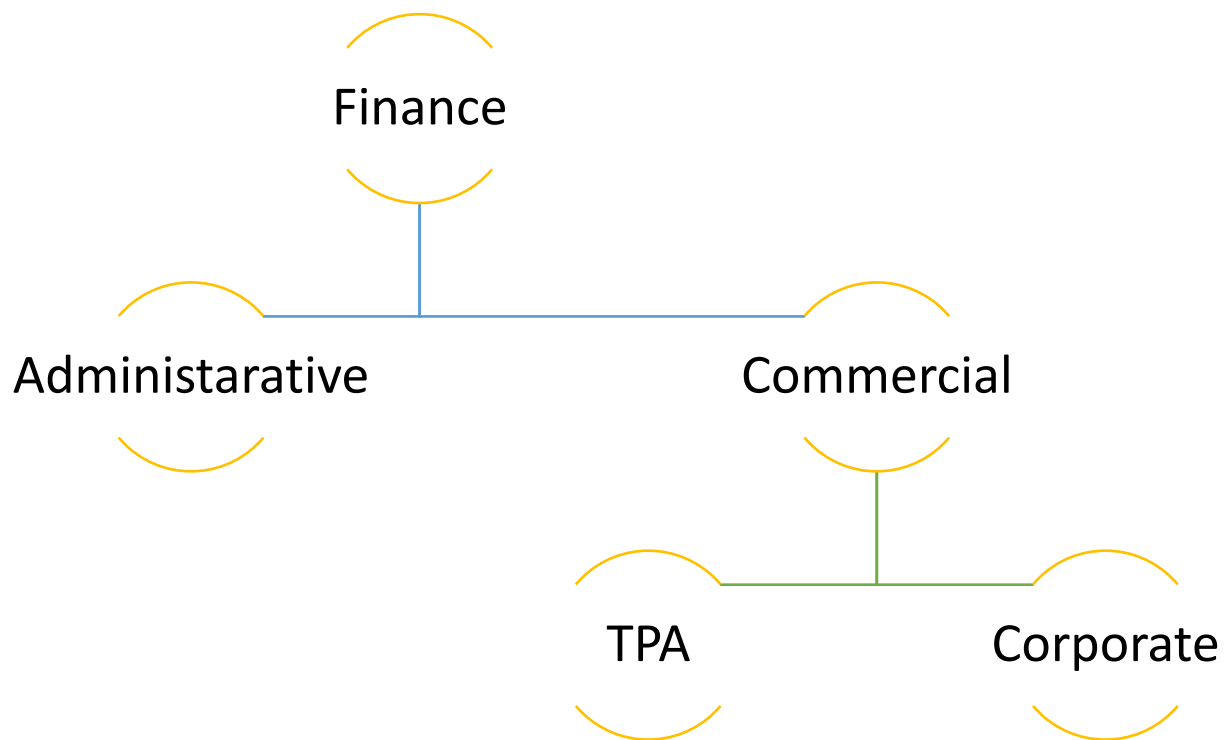 Finance
Administarative
Commercial
TPA
Corporate